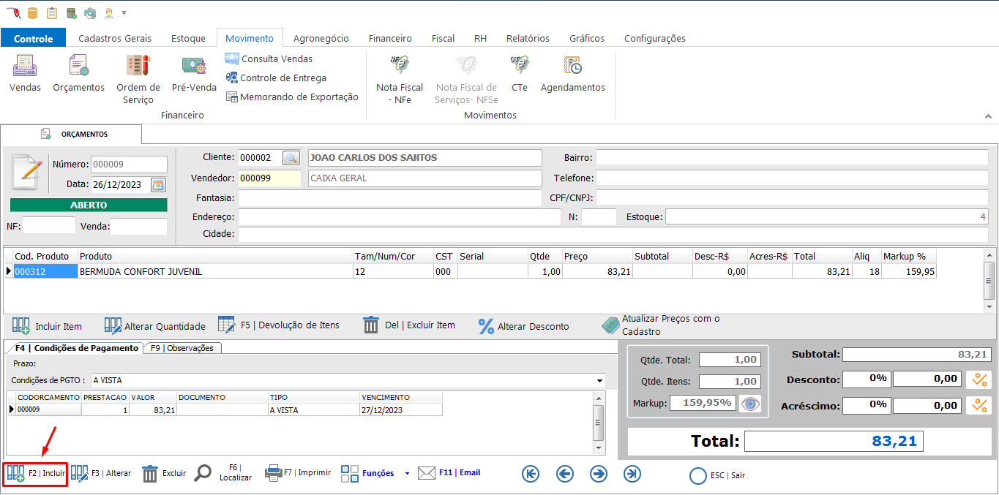 Controle Cadastros Gerais Estoque Movimento Agronegócio Financeiro Fiscal RH Relatórios Gráficos Configurações
Vendas
Orçamentos
Ordem de
Serviço
Pré-Venda
Consulta Vendas
Controle de Entrega
Memorando de Exportação
Financeiro
Nota Fiscal
- NFe
Nota Fiscal de
Serviços- NFSe
CTe
Agendamentos
Movimentos
ORÇAMENTOS
Número: 000009
Data: 26/12/2023
ABERTO
NF: Venda:
Cliente: 000002 JOAO CARLOS DOS SANTOS
Vendedor: 000099 CAIXA GERAL
Fantasia:
Endereço: N: Estoque: 4
Cidade:
Bairro:
Telefone:
CPF/CNPJ:
Cod. Produto Produto Tam/Num/Cor CST Serial Qtde Preço Subtotal Desc-R$ Acres-R$ Total Aliq Markup %
000312 BERMUDA CONFORT JUVENIL 12 000 1,00 83,21 0,00 83,21 18 159,95
Incluir Item Alterar Quantidade F5 | Devolução de Itens Del | Excluir Item Alterar Desconto
Atualizar Preços com o
Cadastro
F4 | Condições de Pagamento F9 | Observações
Prazo:
Condições de PGTO : A VISTA
CODORCAMENTO PRESTACAO VALOR DOCUMENTO TIPO VENCIMENTO
000009 1 83,21 A VISTA 27/12/2023
Qtde. Total: 1,00
Qtde. Itens: 1,00
Markup: 159,95%
Subtotal: 83,21
Desconto: 0% 0,00
Acréscimo: 0% 0,00
Total: 83,21
F2 | Incluir F3 | Alterar Excluir
F6 |
Localizar
F7 | Imprimir Funções F11 | Email ESC | Sair